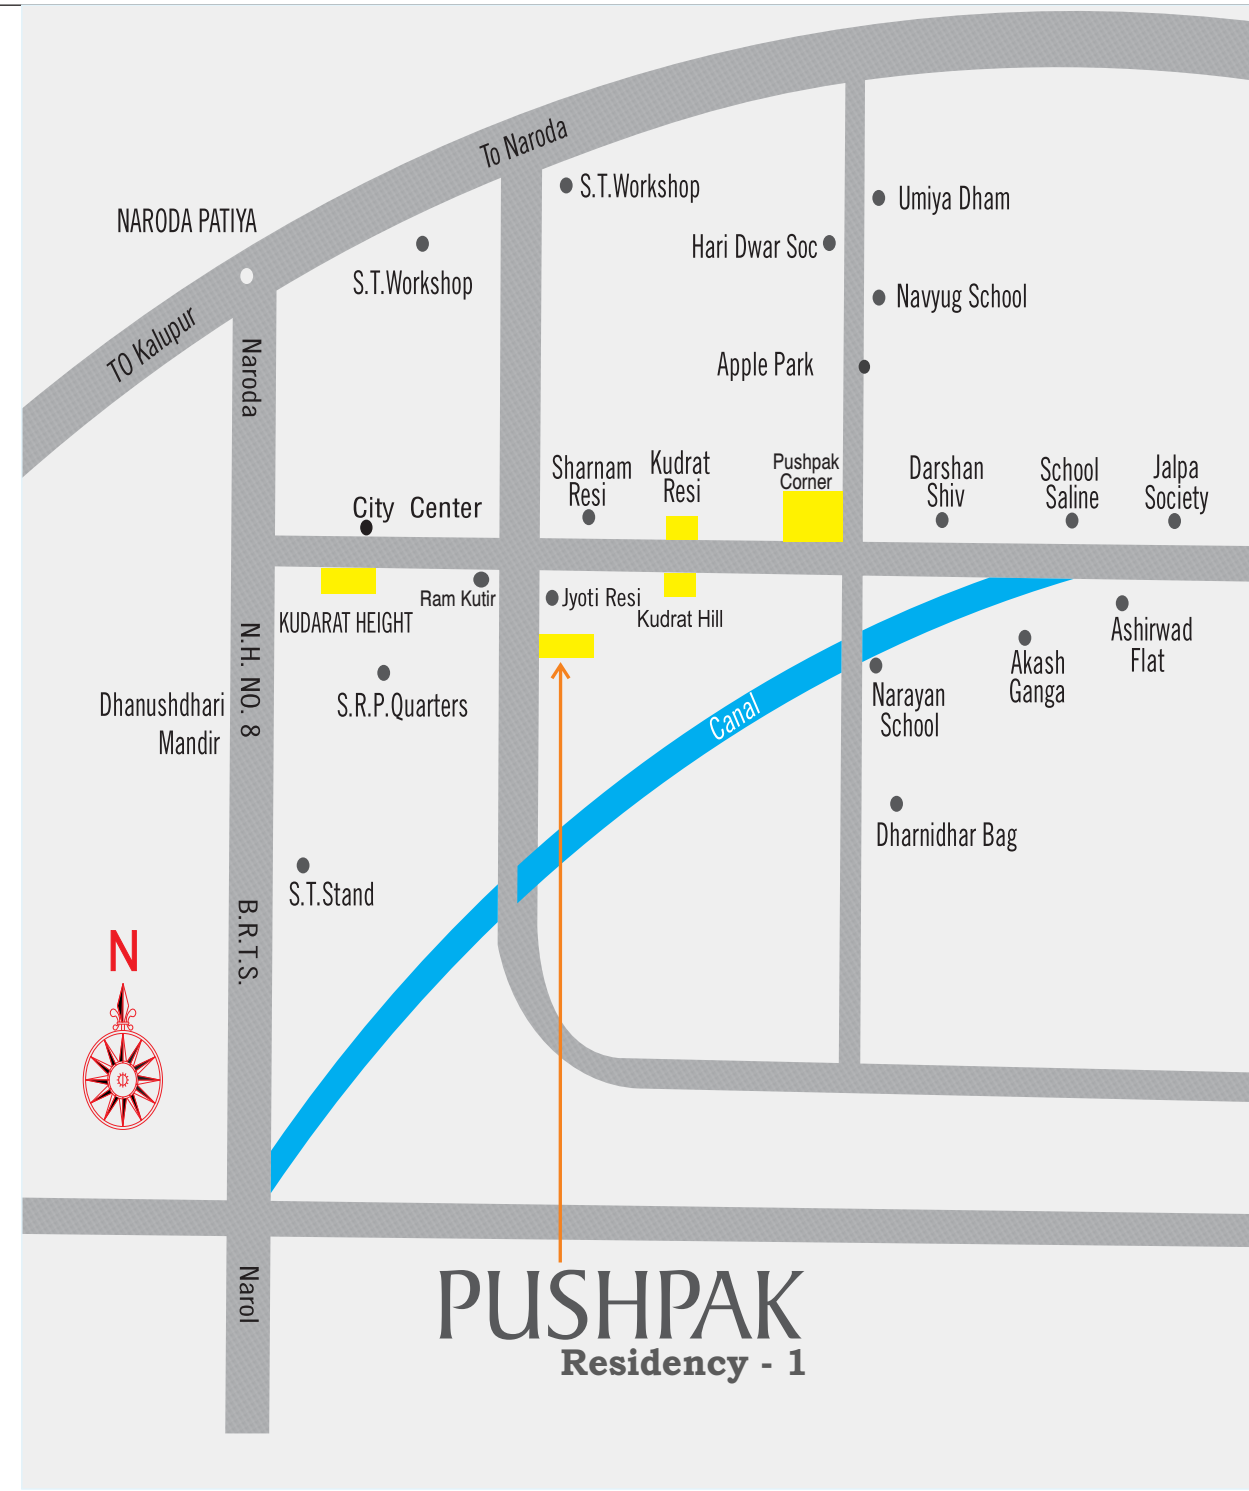 To Naroda
S.T.Workshop
Umiya Dham
NARODA PATIYA
Hari Dwar Soc
S.T.Workshop
Navyug School
TO Kalupur
Naroda
Apple Park
Sharnam
Resi
Kudrat
Resi
Pushpak
Corner
Darshan
Shiv
School
Saline
Jalpa
Society
City Center
Ram Kutir
Jyoti Resi
KUDARAT HEIGHT
Kudrat Hill
Ashirwad
Flat
N.H. NO. 8
Akash
Ganga
Dhanushdhari
Mandir
S.R.P.Quarters
Canal
Narayan
School
Dharnidhar Bag
S.T.Stand
B.R.T.S.
N
Narol
PUSHPAK
Residency - 1